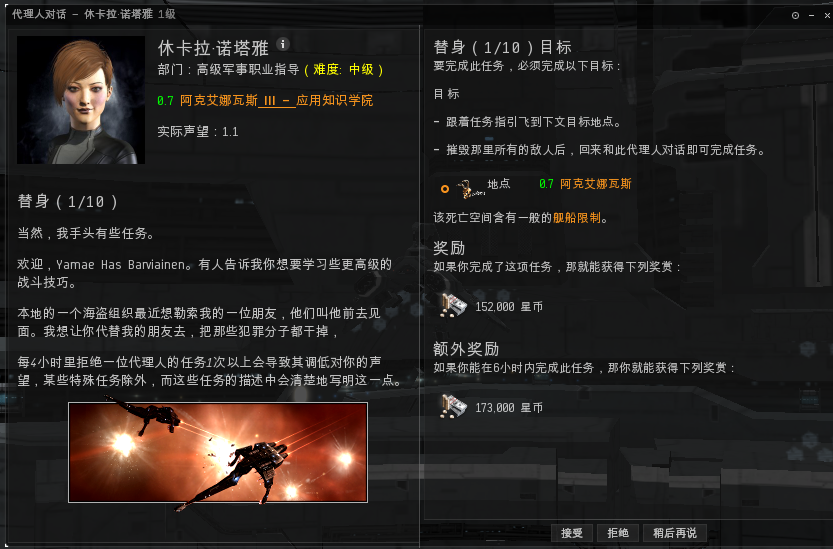 代理人对话 – 休卡拉·诺塔雅 1级
休卡拉·诺塔雅
部门：高级军事职业指导（难度: 中级）
0.7 阿克艾娜瓦斯 III – 应用知识学院
实际声望：1.1
替身（1/10）
当然，我手头有些任务。
欢迎，Yamae Has Barviainen。有人告诉我你想要学习些更高级的
战斗技巧。
本地的一个海盗组织最近想勒索我的一位朋友，他们叫他前去见
面。我想让你代替我的朋友去，把那些犯罪分子都干掉，
每4小时里拒绝一位代理人的任务1次以上会导致其调低对你的声
望，某些特殊任务除外，而这些任务的描述中会清楚地写明这一点。
替身（1/10）目标
要完成此任务，必须完成以下目标：
目标
– 跟着任务指引飞到下文目标地点。
– 摧毁那里所有的敌人后，回来和此代理人对话即可完成任务。
地点 0.7 阿克艾娜瓦斯
该死亡空间含有一般的舰船限制。
奖励
如果你完成了这项任务，那就能获得下列奖赏：
152,000 星币
额外奖励
如果你能在6小时内完成此任务，那你就能获得下列奖赏：
173,000 星币
接受 拒绝 稍后再说